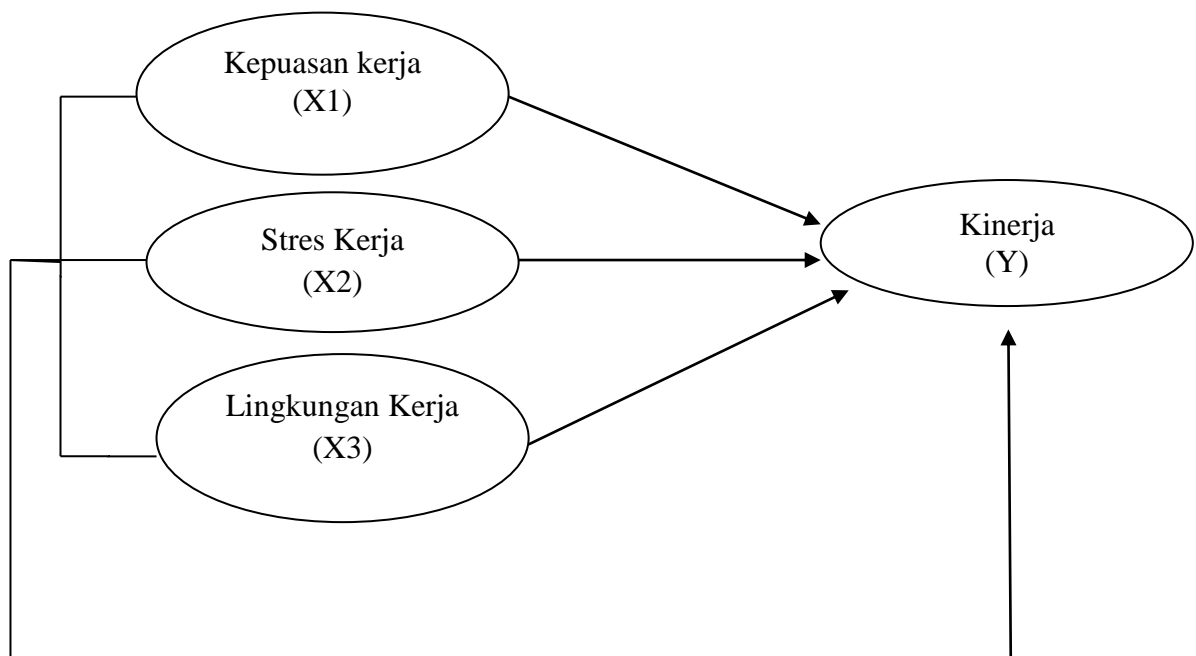 Kepuasan kerja
(X1)
Stres Kerja
(X2)
Lingkungan Kerja
(X3)
Kinerja
(Y)